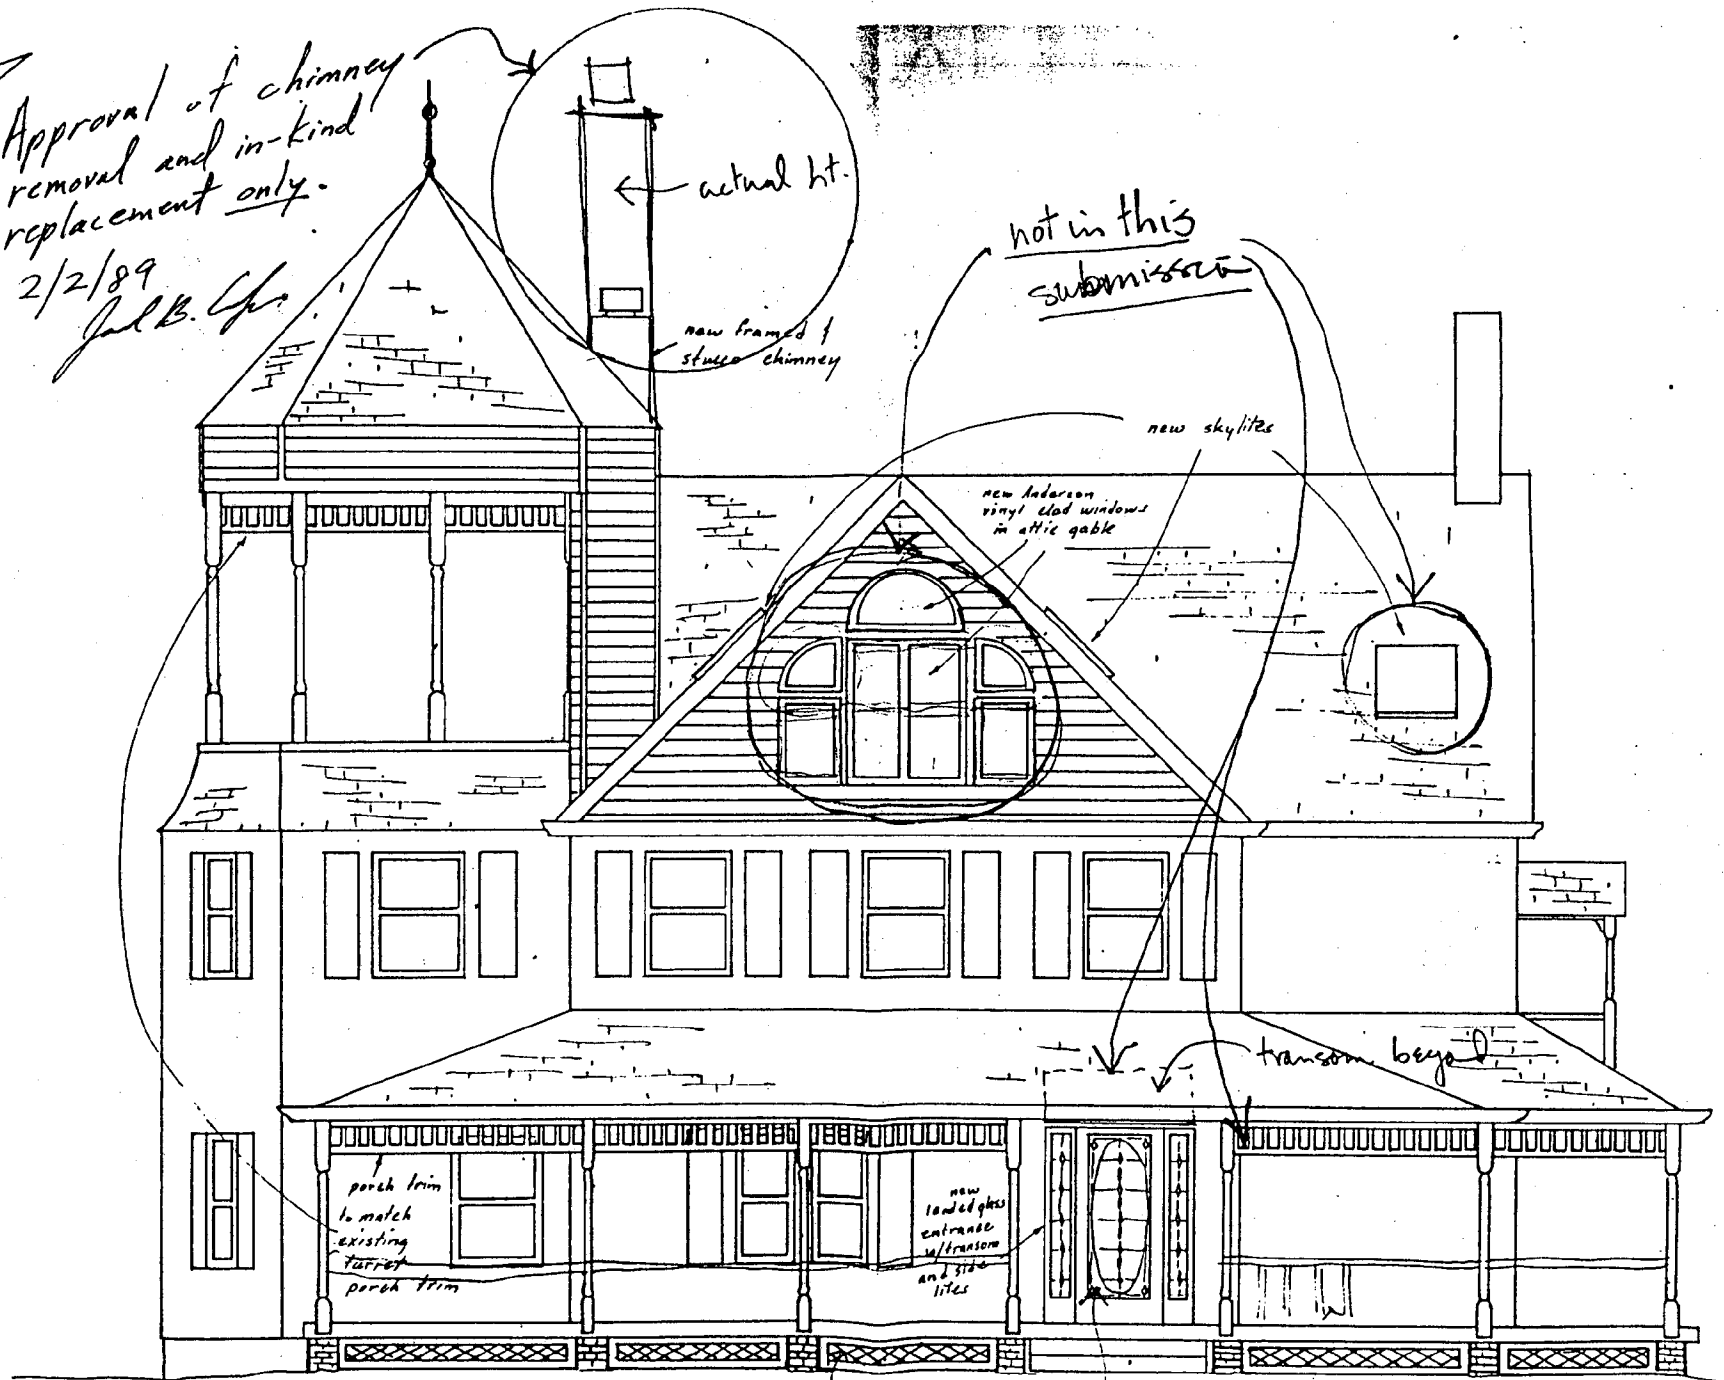 Approval of chimney
removal and in-kind
replacement only.
2/2/89
actual ht.
new framed &
stucco chimney
not in this
submission
new skylites
new Anderson
vinyl clad windows
in attic gable
transom beyond
porch trim
to match
existing
turret
porch trim
new
leaded glass
entrance
w/transom
and side
lites